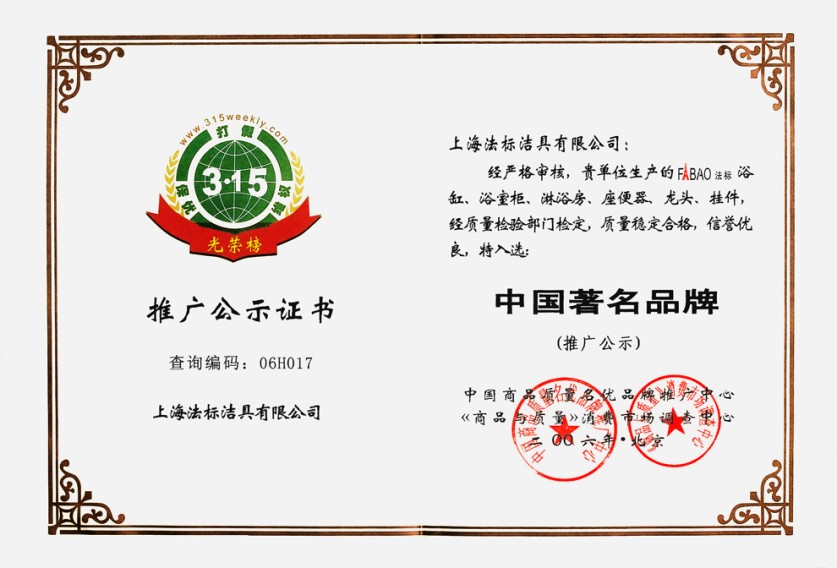 www.315weekly.com
打假
保优
3·15
光荣榜
推广公示证书
查询编码：06H017
上海法标洁具有限公司
上海法标洁具有限公司：
经严格审核，贵单位生产的FABAO法标浴
缸、浴室柜、淋浴房、座便器、龙头、挂件，
经质量检验部门检定，质量稳定合格，信誉优
良，特入选：
中国著名品牌
(推广公示)
中国商品质量名优品牌推广中心
《商品与质量》消费市场调查中心
二〇〇六年·北京